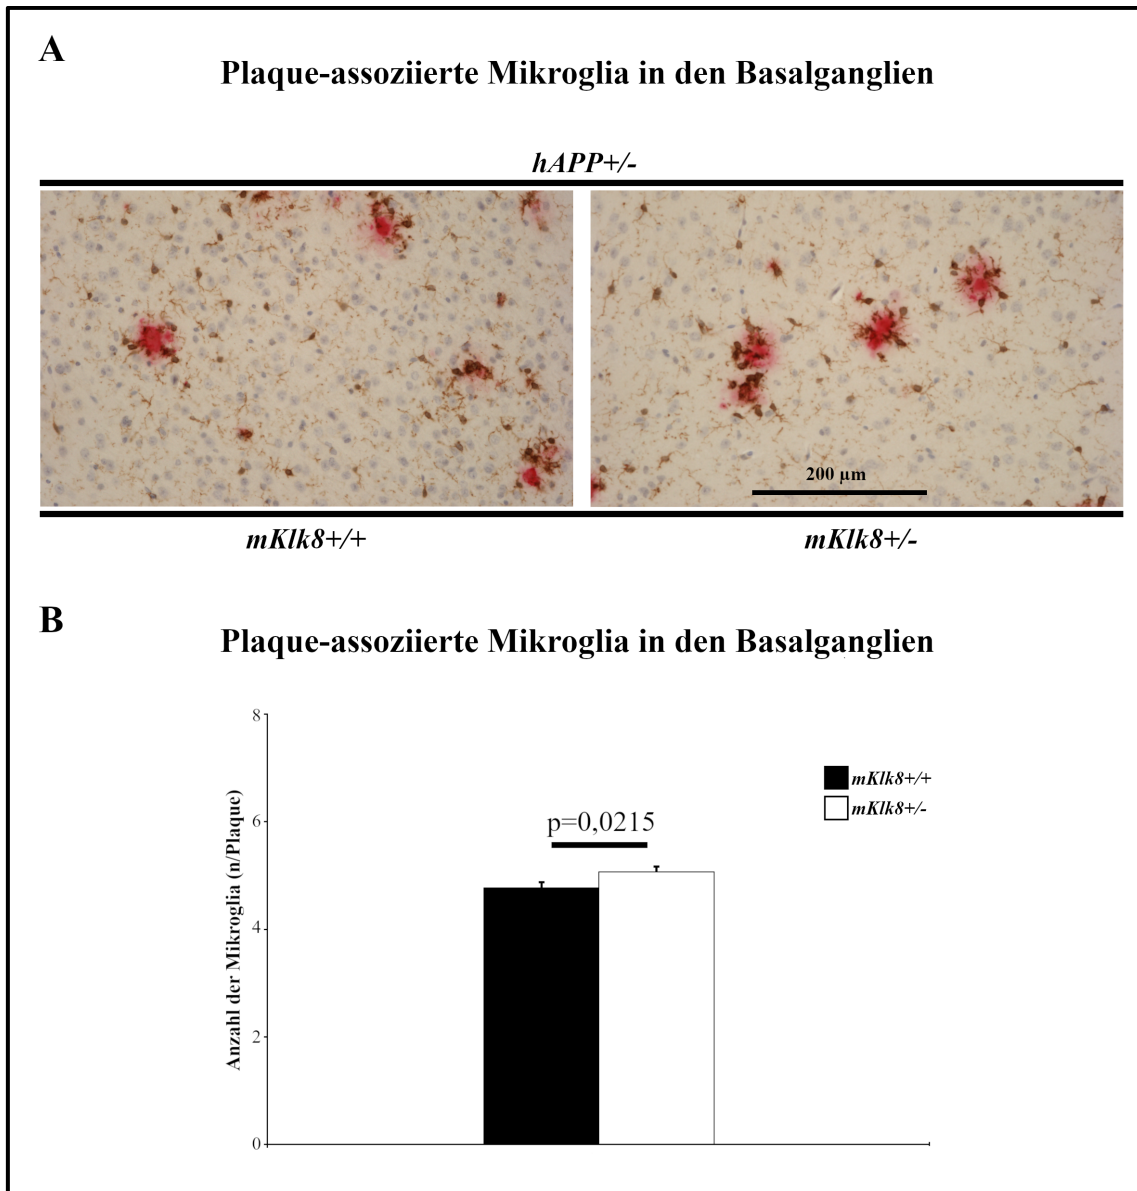 A
Plaque-assoziierte Mikroglia in den Basalganglien
hAPP+/-
200 µm
mKlk8+/+
mKlk8+/-
B
Plaque-assoziierte Mikroglia in den Basalganglien
Anzahl der Mikroglia (n/Plaque)
8
6
4
2
0
p=0,0215
mKlk8+/+
mKlk8+/-